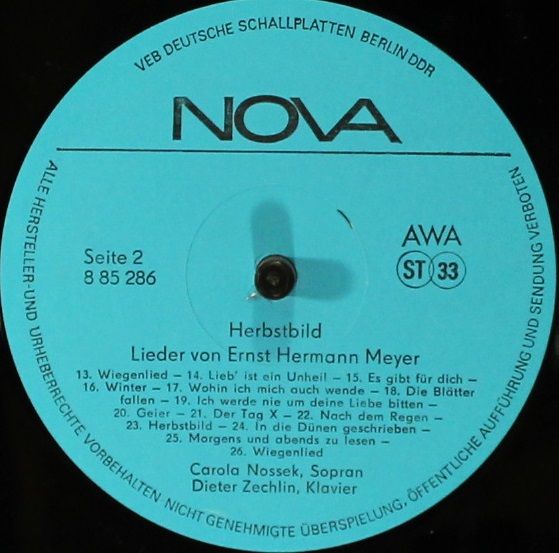 VEB DEUTSCHE SCHALLPLATTEN BERLIN DDR
NOVA
Seite 2
8 85 286
AWA
ST 33
Herbstbild
Lieder von Ernst Hermann Meyer
13. Wiegenlied – 14. Lieb' ist ein Unheil – 15. Es gibt für dich –
16. Winter – 17. Wohin ich mich auch wende – 18. Die Blätter
fallen – 19. Ich werde nie um deine Liebe bitten –
20. Geier – 21. Der Tag X – 22. Nach dem Regen –
23. Herbstbild – 24. In die Dünen geschrieben –
25. Morgens und abends zu lesen –
26. Wiegenlied
Carola Nossek, Sopran
Dieter Zechlin, Klavier
ALLE HERSTELLER- UND URHEBERRECHTE VORBEHALTEN NICHT GENEHMIGTE ÜBERSPIELUNG, ÖFFENTLICHE AUFFÜHRUNG UND SENDUNG VERBOTEN